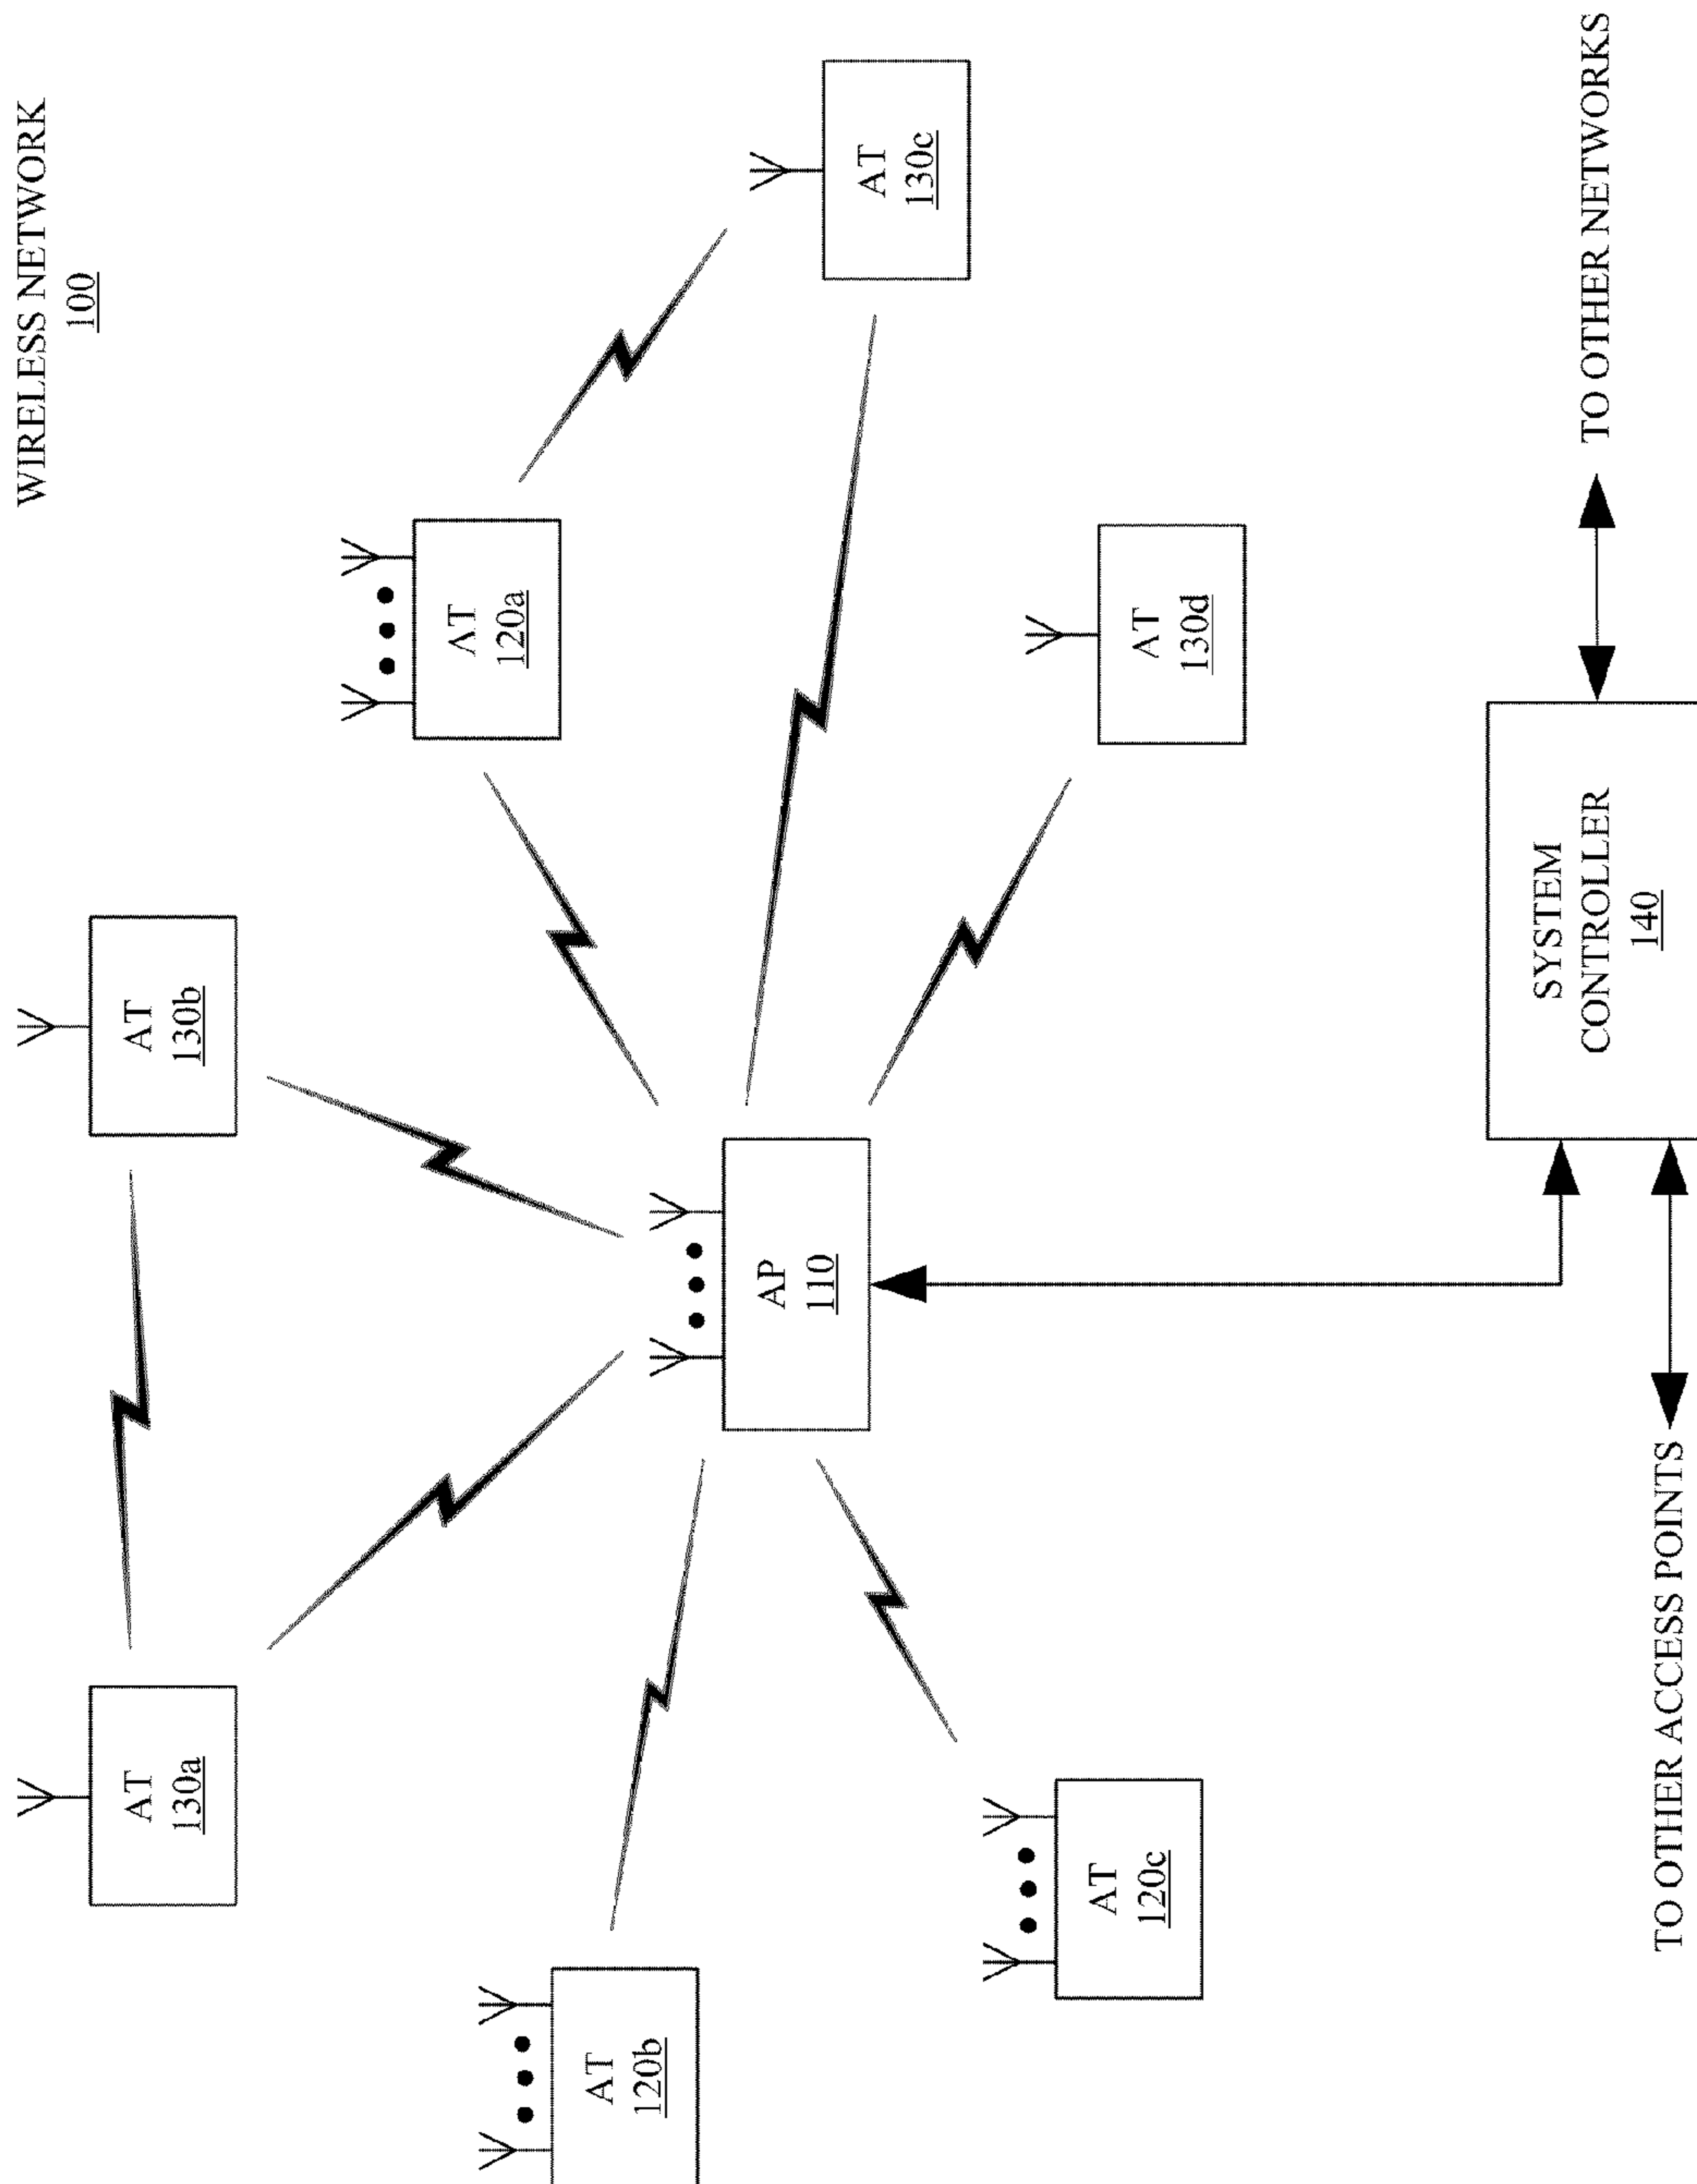 WIRELESS NETWORK
100
AT
130a
AT
130b
AT
120a
AT
120b
AP
110
AT
130c
AT
120c
AT
130d
SYSTEM
CONTROLLER
140
TO OTHER NETWORKS
TO OTHER ACCESS POINTS